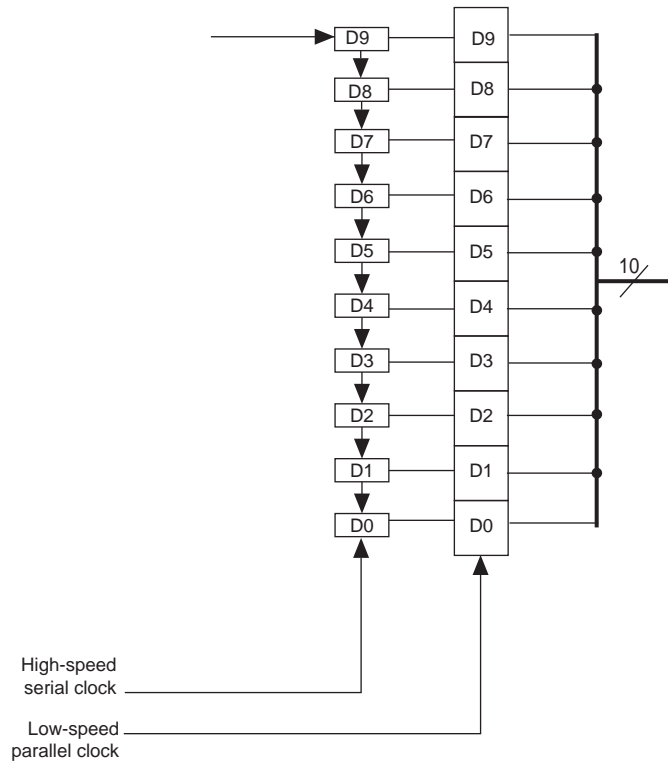 D9 D9
D8 D8
D7 D7
D6 D6
D5 D5
10
D4 D4
D3 D3
D2 D2
D1 D1
D0 D0
High-speed
serial clock
Low-speed
parallel clock